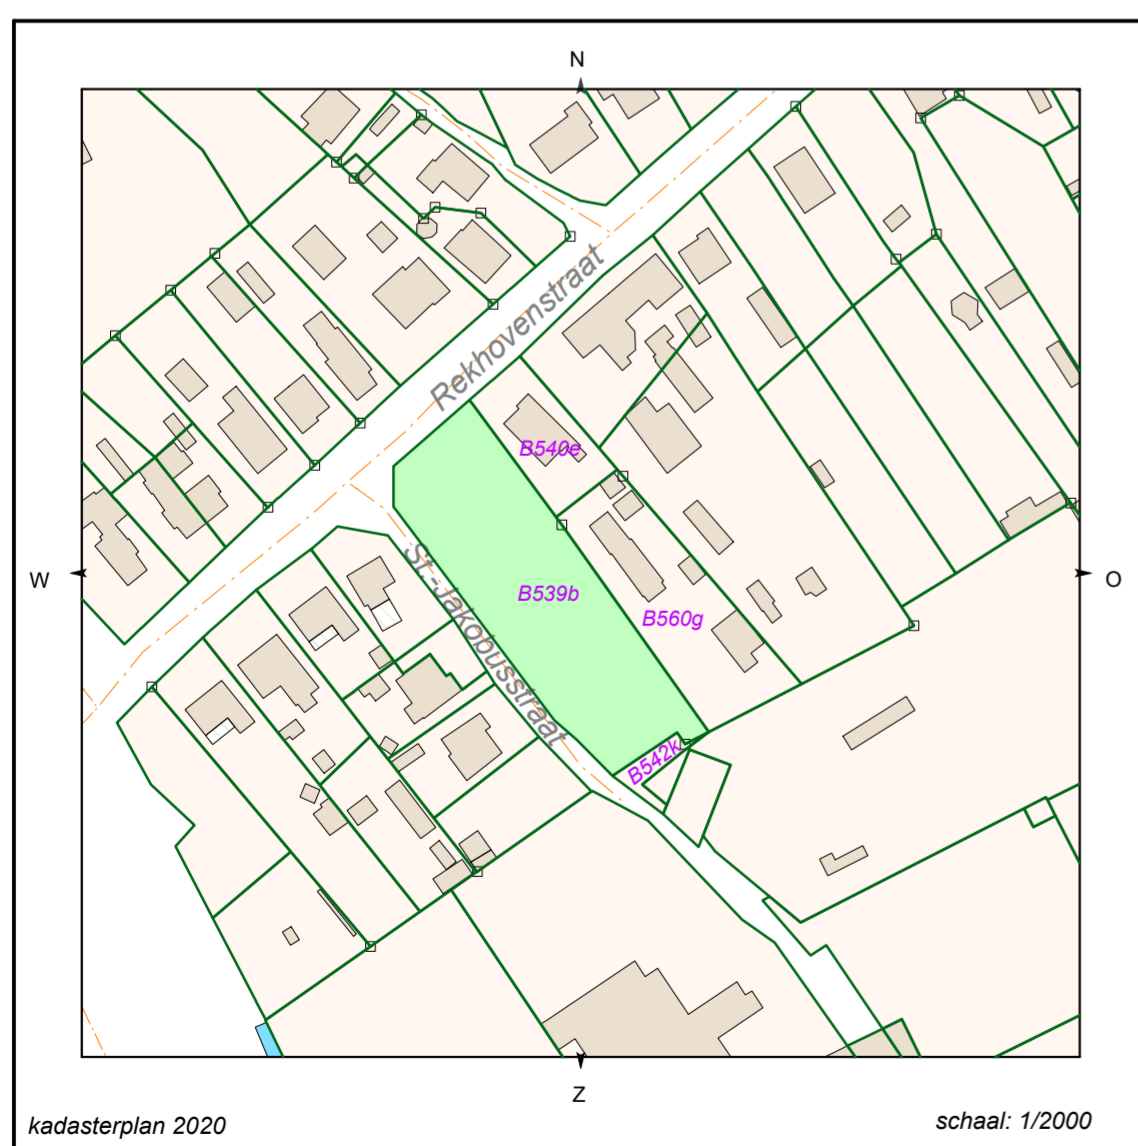 N
Rekhovenstraat
B540e
W
O
St.-Jakobusstraat
B539b
B560g
B542k
Z
kadasterplan 2020
schaal: 1/2000